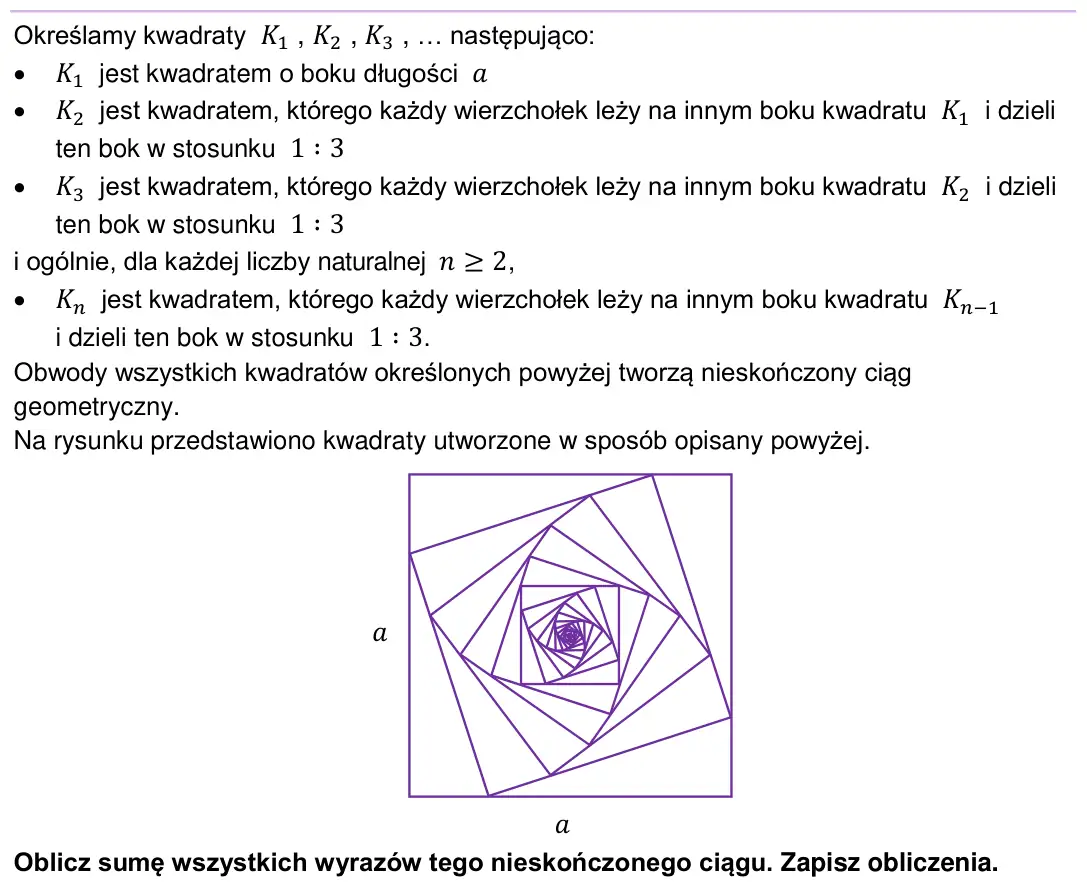 Określamy kwadraty K₁ , K₂ , K₃ , … następująco:
• K₁ jest kwadratem o boku długości a
• K₂ jest kwadratem, którego każdy wierzchołek leży na innym boku kwadratu K₁ i dzieli
ten bok w stosunku 1 : 3
• K₃ jest kwadratem, którego każdy wierzchołek leży na innym boku kwadratu K₂ i dzieli
ten bok w stosunku 1 : 3
i ogólnie, dla każdej liczby naturalnej n ≥ 2,
• Kₙ jest kwadratem, którego każdy wierzchołek leży na innym boku kwadratu Kₙ₋₁
i dzieli ten bok w stosunku 1 : 3.
Obwody wszystkich kwadratów określonych powyżej tworzą nieskończony ciąg
geometryczny.
Na rysunku przedstawiono kwadraty utworzone w sposób opisany powyżej.
a
a
Oblicz sumę wszystkich wyrazów tego nieskończonego ciągu. Zapisz obliczenia.